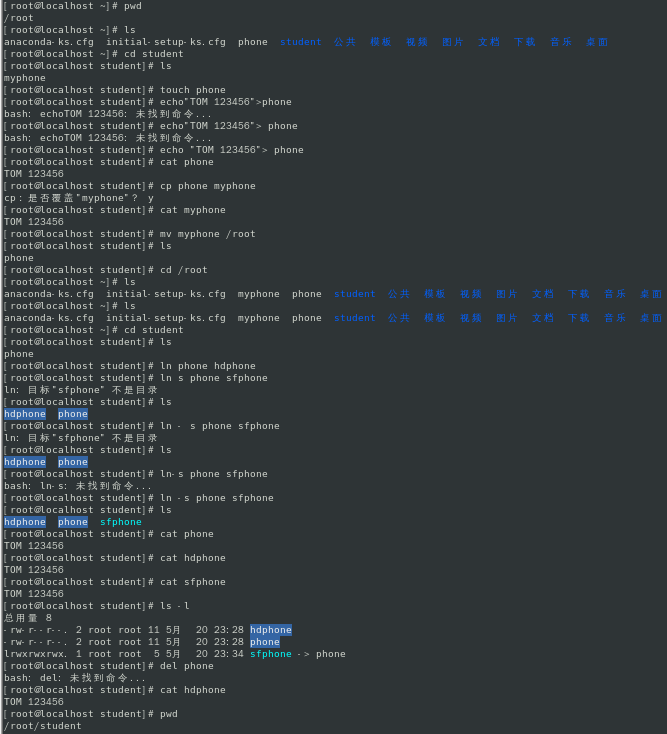 [root@localhost ~]# pwd
/root
[root@localhost ~]# ls
anaconda-ks.cfg initial-setup-ks.cfg phone student 公共 模板 视频 图片 文档 下载 音乐 桌面
[root@localhost ~]# cd student
[root@localhost student]# ls
myphone
[root@localhost student]# touch phone
[root@localhost student]# echo"TOM 123456">phone
bash: echoTOM 123456: 未找到命令...
[root@localhost student]# echo"TOM 123456"> phone
bash: echoTOM 123456: 未找到命令...
[root@localhost student]# echo "TOM 123456"> phone
[root@localhost student]# cat phone
TOM 123456
[root@localhost student]# cp phone myphone
cp：是否覆盖"myphone"？ y
[root@localhost student]# cat myphone
TOM 123456
[root@localhost student]# mv myphone /root
[root@localhost student]# ls
phone
[root@localhost student]# cd /root
[root@localhost ~]# ls
anaconda-ks.cfg initial-setup-ks.cfg myphone phone student 公共 模板 视频 图片 文档 下载 音乐 桌面
[root@localhost ~]# ls
anaconda-ks.cfg initial-setup-ks.cfg myphone phone student 公共 模板 视频 图片 文档 下载 音乐 桌面
[root@localhost ~]# cd student
[root@localhost student]# ls
phone
[root@localhost student]# ln phone hdphone
[root@localhost student]# ln s phone sfphone
ln: 目标"sfphone" 不是目录
[root@localhost student]# ls
hdphone phone
[root@localhost student]# ln - s phone sfphone
ln: 目标"sfphone" 不是目录
[root@localhost student]# ls
hdphone phone
[root@localhost student]# ln-s phone sfphone
bash: ln-s: 未找到命令...
[root@localhost student]# ln -s phone sfphone
[root@localhost student]# ls
hdphone phone sfphone
[root@localhost student]# cat phone
TOM 123456
[root@localhost student]# cat hdphone
TOM 123456
[root@localhost student]# cat sfphone
TOM 123456
[root@localhost student]# ls -l
总用量 8
-rw-r--r--. 2 root root 11 5月 20 23:28 hdphone
-rw-r--r--. 2 root root 11 5月 20 23:28 phone
lrwxrwxrwx. 1 root root 5 5月 20 23:34 sfphone -> phone
[root@localhost student]# del phone
bash: del: 未找到命令...
[root@localhost student]# cat hdphone
TOM 123456
[root@localhost student]# pwd
/root/student